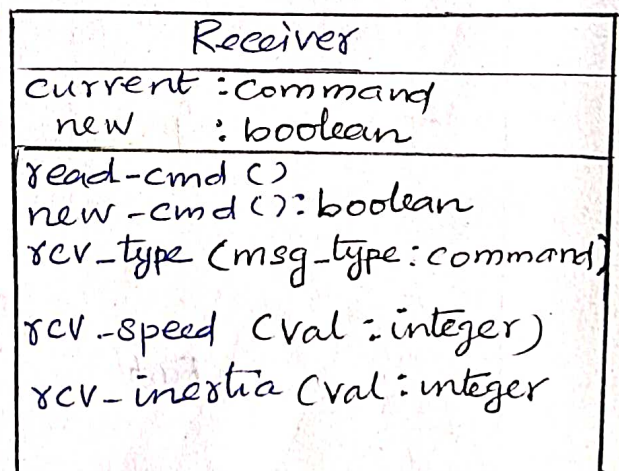 Receiver
current : command
new : boolean
read-cmd ()
new-cmd (): boolean
rcv_type (msg_type: command)
rcv-speed (val : integer)
rcv-inertia (val : integer